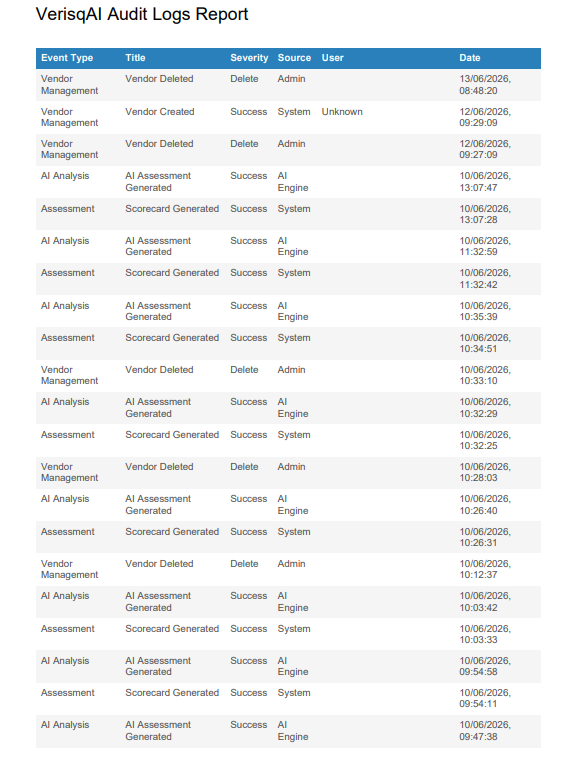 VerisqAI Audit Logs Report
Event Type Title Severity Source User Date
Vendor Management Vendor Deleted Delete Admin 13/06/2026, 08:48:20
Vendor Management Vendor Created Success System Unknown 12/06/2026, 09:29:09
Vendor Management Vendor Deleted Delete Admin 12/06/2026, 09:27:09
AI Analysis AI Assessment Generated Success AI Engine 10/06/2026, 13:07:47
Assessment Scorecard Generated Success System 10/06/2026, 13:07:28
AI Analysis AI Assessment Generated Success AI Engine 10/06/2026, 11:32:59
Assessment Scorecard Generated Success System 10/06/2026, 11:32:42
AI Analysis AI Assessment Generated Success AI Engine 10/06/2026, 10:35:39
Assessment Scorecard Generated Success System 10/06/2026, 10:34:51
Vendor Management Vendor Deleted Delete Admin 10/06/2026, 10:33:10
AI Analysis AI Assessment Generated Success AI Engine 10/06/2026, 10:32:29
Assessment Scorecard Generated Success System 10/06/2026, 10:32:25
Vendor Management Vendor Deleted Delete Admin 10/06/2026, 10:28:03
AI Analysis AI Assessment Generated Success AI Engine 10/06/2026, 10:26:40
Assessment Scorecard Generated Success System 10/06/2026, 10:26:31
Vendor Management Vendor Deleted Delete Admin 10/06/2026, 10:12:37
AI Analysis AI Assessment Generated Success AI Engine 10/06/2026, 10:03:42
Assessment Scorecard Generated Success System 10/06/2026, 10:03:33
AI Analysis AI Assessment Generated Success AI Engine 10/06/2026, 09:54:58
Assessment Scorecard Generated Success System 10/06/2026, 09:54:11
AI Analysis AI Assessment Generated Success AI Engine 10/06/2026, 09:47:38